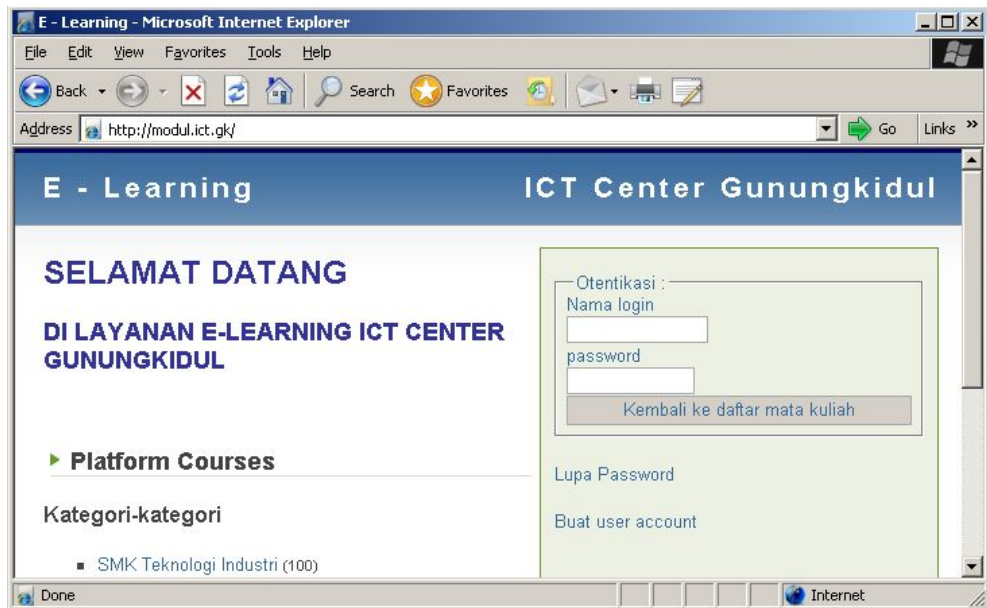 E - Learning - Microsoft Internet Explorer
File Edit View Favorites Tools Help
Back Search Favorites
Address http://modul.ict.gk/ Go Links »
E - Learning ICT Center Gunungkidul
SELAMAT DATANG
DI LAYANAN E-LEARNING ICT CENTER
GUNUNGKIDUL
Platform Courses
Kategori-kategori
SMK Teknologi Industri (100)
Otentikasi :
Nama login
password
Kembali ke daftar mata kuliah
Lupa Password
Buat user account
Done Internet